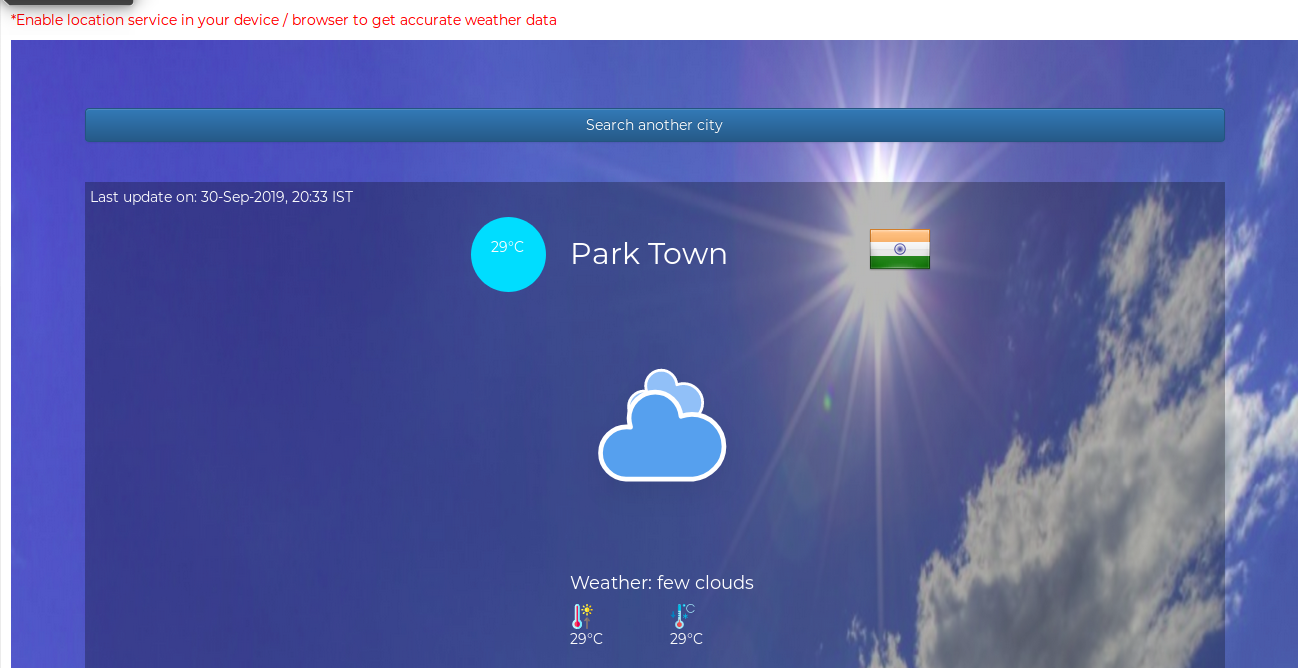 *Enable location service in your device / browser to get accurate weather data
Search another city
Last update on: 30-Sep-2019, 20:33 IST
29°C
Park Town
Weather: few clouds
29°C
29°C